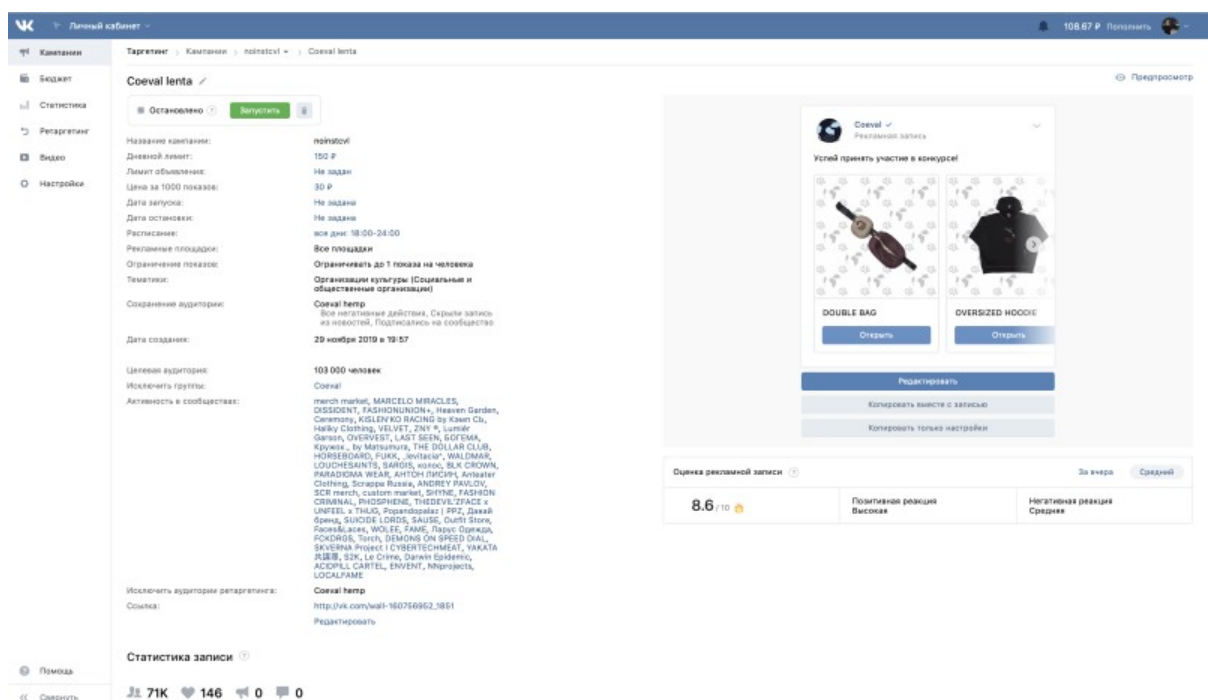 Личный кабинет
108.67 ₽ Пополнить
Кампании
Бюджет
Статистика
Ретаргетинг
Видео
Настройки
Помощь
Свернуть
Таргетинг › Кампании › noinstcvl › Coeval lenta
Coeval lenta
Предпросмотр
Остановлено ? Запустить
Название кампании: noinstcvl
Дневной лимит: 150 ₽
Лимит объявления: Не задан
Цена за 1000 показов: 30 ₽
Дата запуска: Не задана
Дата остановки: Не задана
Расписание: все дни: 18:00-24:00
Рекламные площадки: Все площадки
Ограничение показов: Ограничивать до 1 показа на человека
Тематики: Организации культуры (Социальные и
общественные организации)
Сохранение аудитории: Coeval hemp
Все негативные действия, Скрыли запись
из новостей, Подписались на сообщество
Дата создания: 29 ноября 2019 в 19:57
Целевая аудитория: 103 000 человек
Исключить группы: Coeval
Активность в сообществах: merch market, MARCELO MIRACLES,
DISSIDENT, FASHIONUNION+, Heaven Garden,
Ceremony, KISLEN'KO RACING by Кэмп Съ,
Haliky Clothing, VELVET, ZNY ®, Lumiér
Garson, OVERVEST, LAST SEEN, БОГЕМА,
Кружок., by Matsumura, THE DOLLAR CLUB,
HORSEBOARD, FUKK, „levitacia", WALDMAR,
LOUCHESAINTS, SARGIS, колос, BLK CROWN,
PARADIGMA WEAR, АНТОН ЛИСИН, Anteater
Clothing, Scrappe Russia, ANDREY PAVLOV,
SCR merch, custom market, SHYNE, FASHION
CRIMINAL, PHOSPHENE, THEDEVIL'ZFACE x
UNFEEL x THUG, Popandopalaz | PPZ, Давай
бренд, SUICIDE LORDS, SAUSE, Outfit Store,
Faces&Laces, WOLEE, FAME, Парус Одежда,
FCKDRGS, Torch, DEMONS ON SPEED DIAL,
SKVERNA Project I CYBERTECHMEAT, YAKATA
S2K, Le Crime, Darwin Epidemic,
ACIDPILL CARTEL, ENVENT, NNprojects,
LOCALFAME
Исключить аудитории ретаргетинга: Coeval hemp
Ссылка: http://vk.com/wall-160756952_1851
Редактировать
Статистика записи ?
71K 146 0 0
Coeval
Рекламная запись
Успей принять участие в конкурсе!
DOUBLE BAG
Открыть
OVERSIZED HOODIE
Открыть
Редактировать
Копировать вместе с записью
Копировать только настройки
Оценка рекламной записи ? За вчера Средний
8.6 / 10
Позитивная реакция
Высокая
Негативная реакция
Средняя